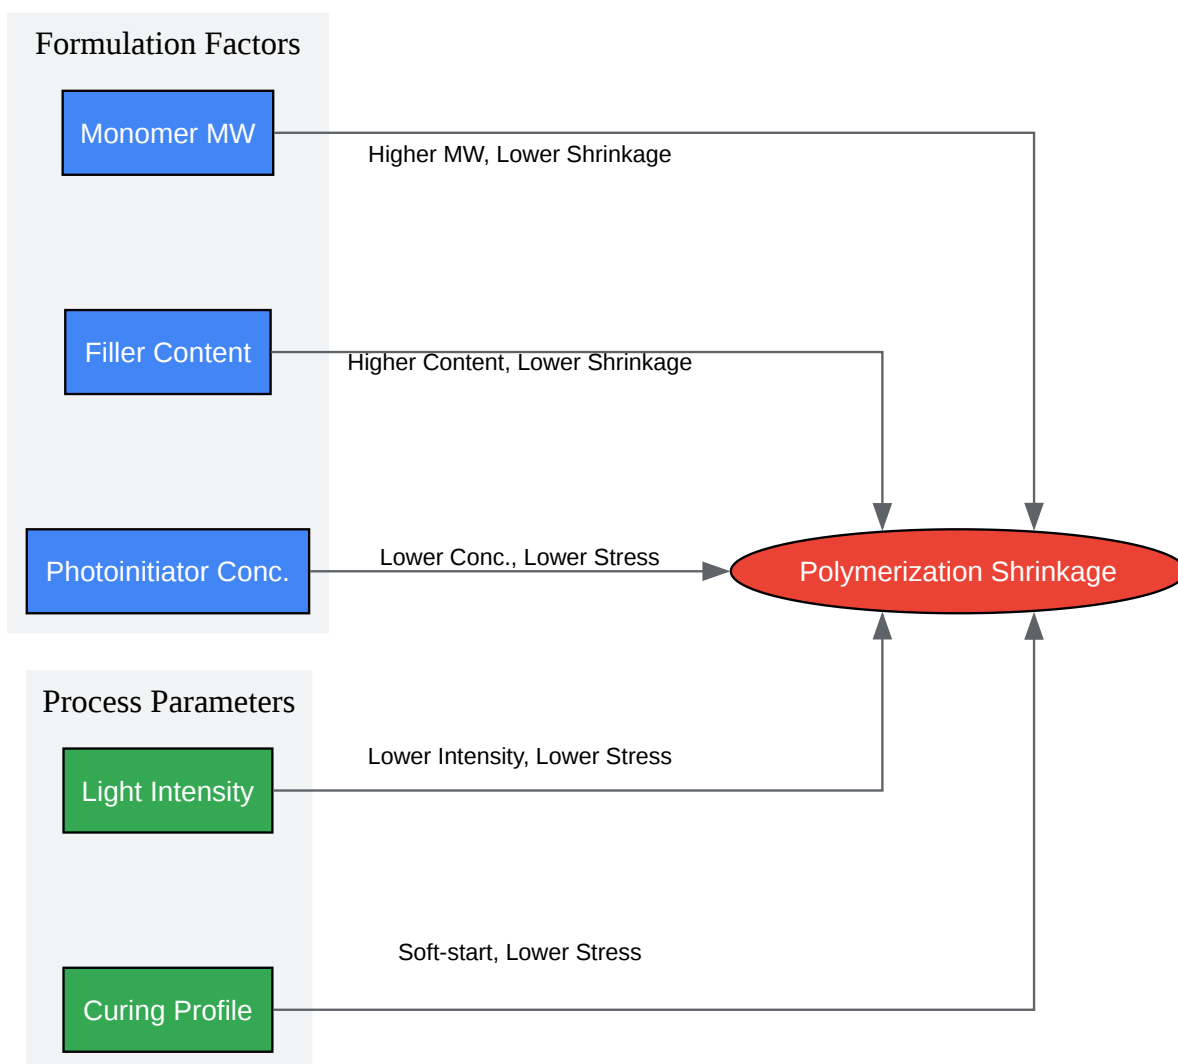 Formulation Factors
Monomer MW
Higher MW, Lower Shrinkage
Filler Content
Higher Content, Lower Shrinkage
Photoinitiator Conc.
Lower Conc., Lower Stress
Polymerization Shrinkage
Process Parameters
Light Intensity
Lower Intensity, Lower Stress
Curing Profile
Soft-start, Lower Stress